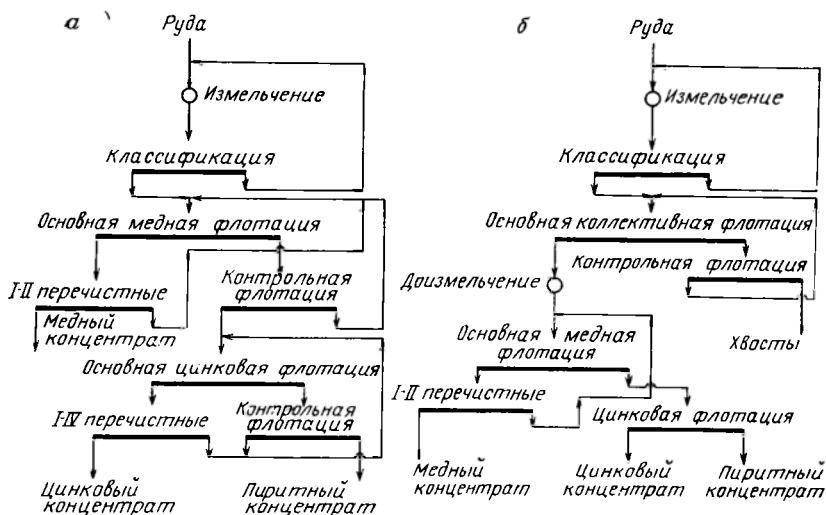 а
Руда
Измельчение
Классификация
Основная медная флотация
I-II перечистные
Контрольная
флотация
Медный
концентрат
Основная цинковая флотация
I-IV перечистные
Контрольная
флотация
Цинковый
концентрат
Пиритный
концентрат
б
Руда
Измельчение
Классификация
Основная коллективная флотация
Контрольная флотация
Доизмельчение
Хвосты
Основная медная
флотация
I-II перечистные
Цинковая флотация
Медный
концентрат
Цинковый
концентрат
Пиритный
концентрат